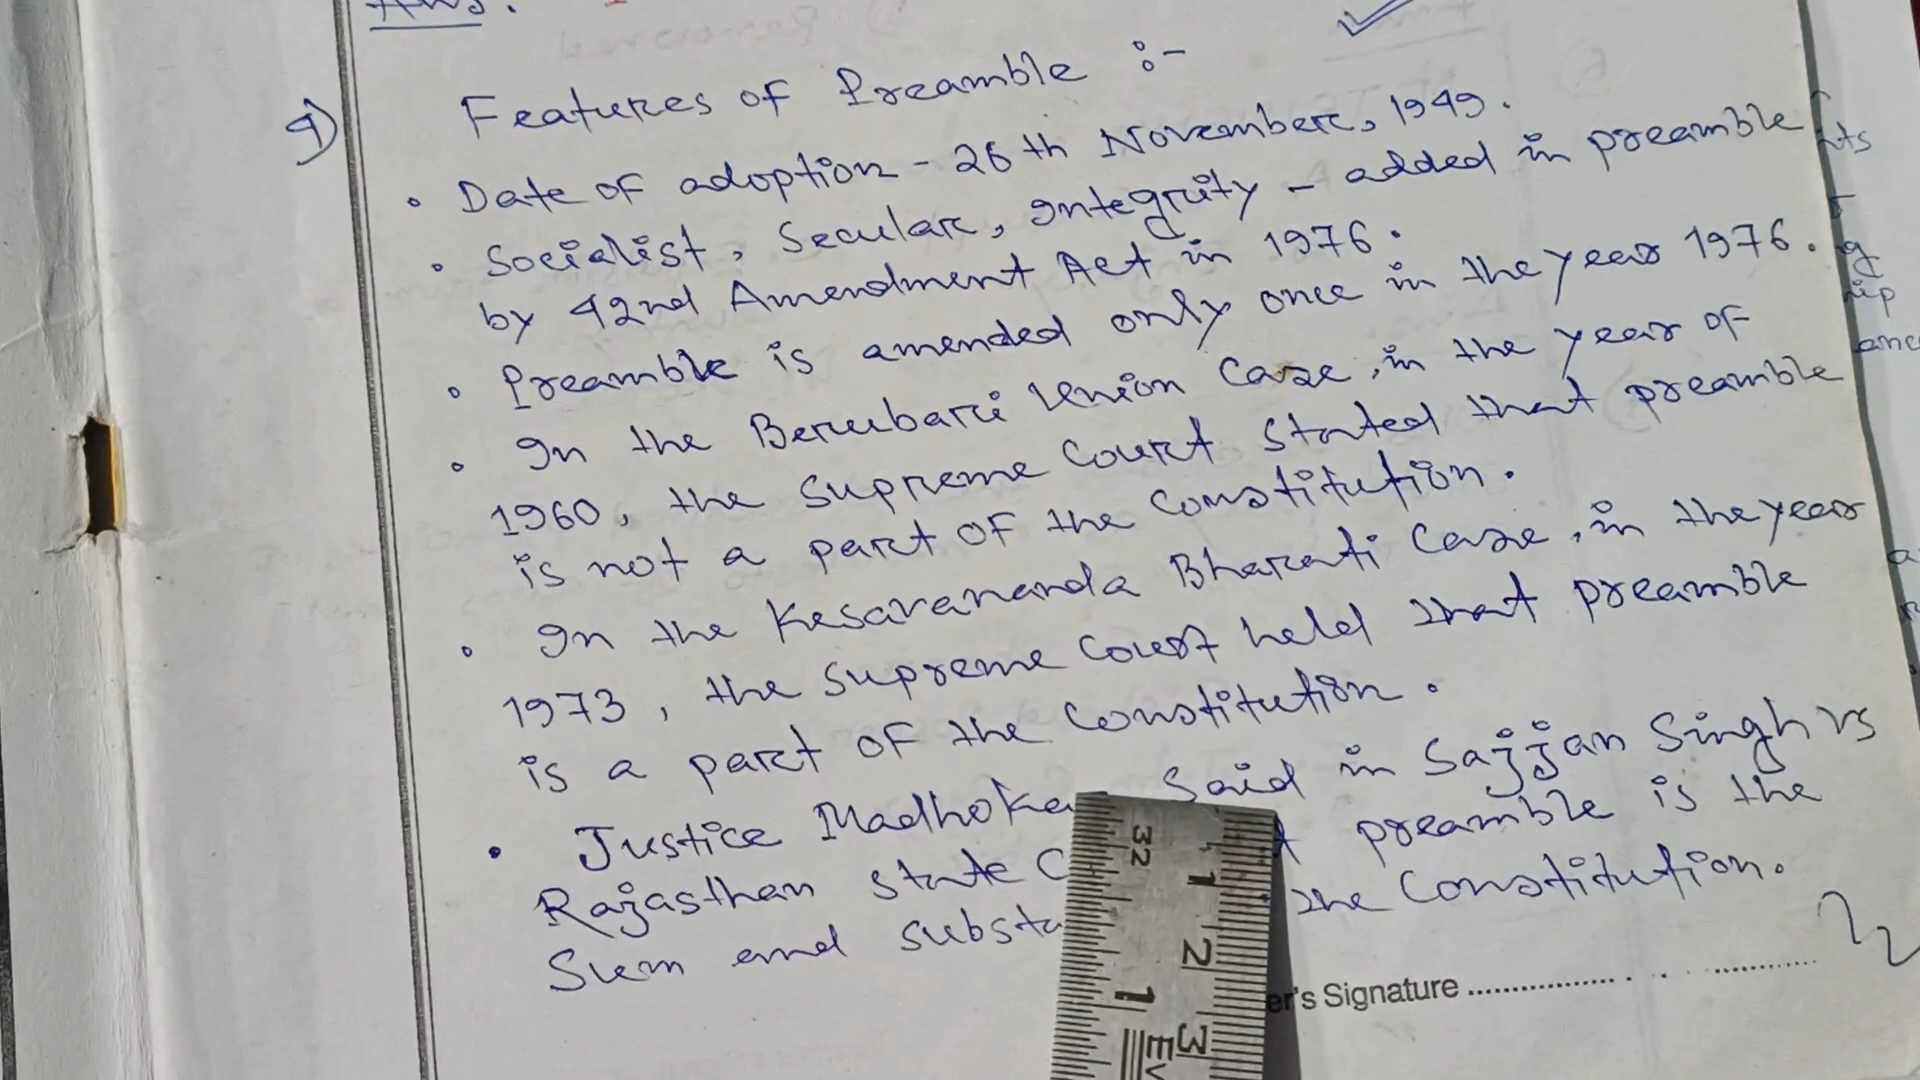 Ans:
9) Features of Preamble :-
• Date of adoption - 26th November, 1949.
• Socialist, Secular, Integrity - added in preamble
by 42nd Amendment Act in 1976.
• Preamble is amended only once in the year 1976.
• In the Berubari Union Case, in the year of
1960, the Supreme Court stated that preamble
is not a part of the constitution.
• In the Kesavananda Bharati Case, in the year
1973, the Supreme Court held that preamble
is a part of the constitution.
• Justice Madhoka said in Sajjan Singh vs
Rajasthan state preamble is the
Sum and substa the Constitution.
er's Signature
32 1 2 3
1